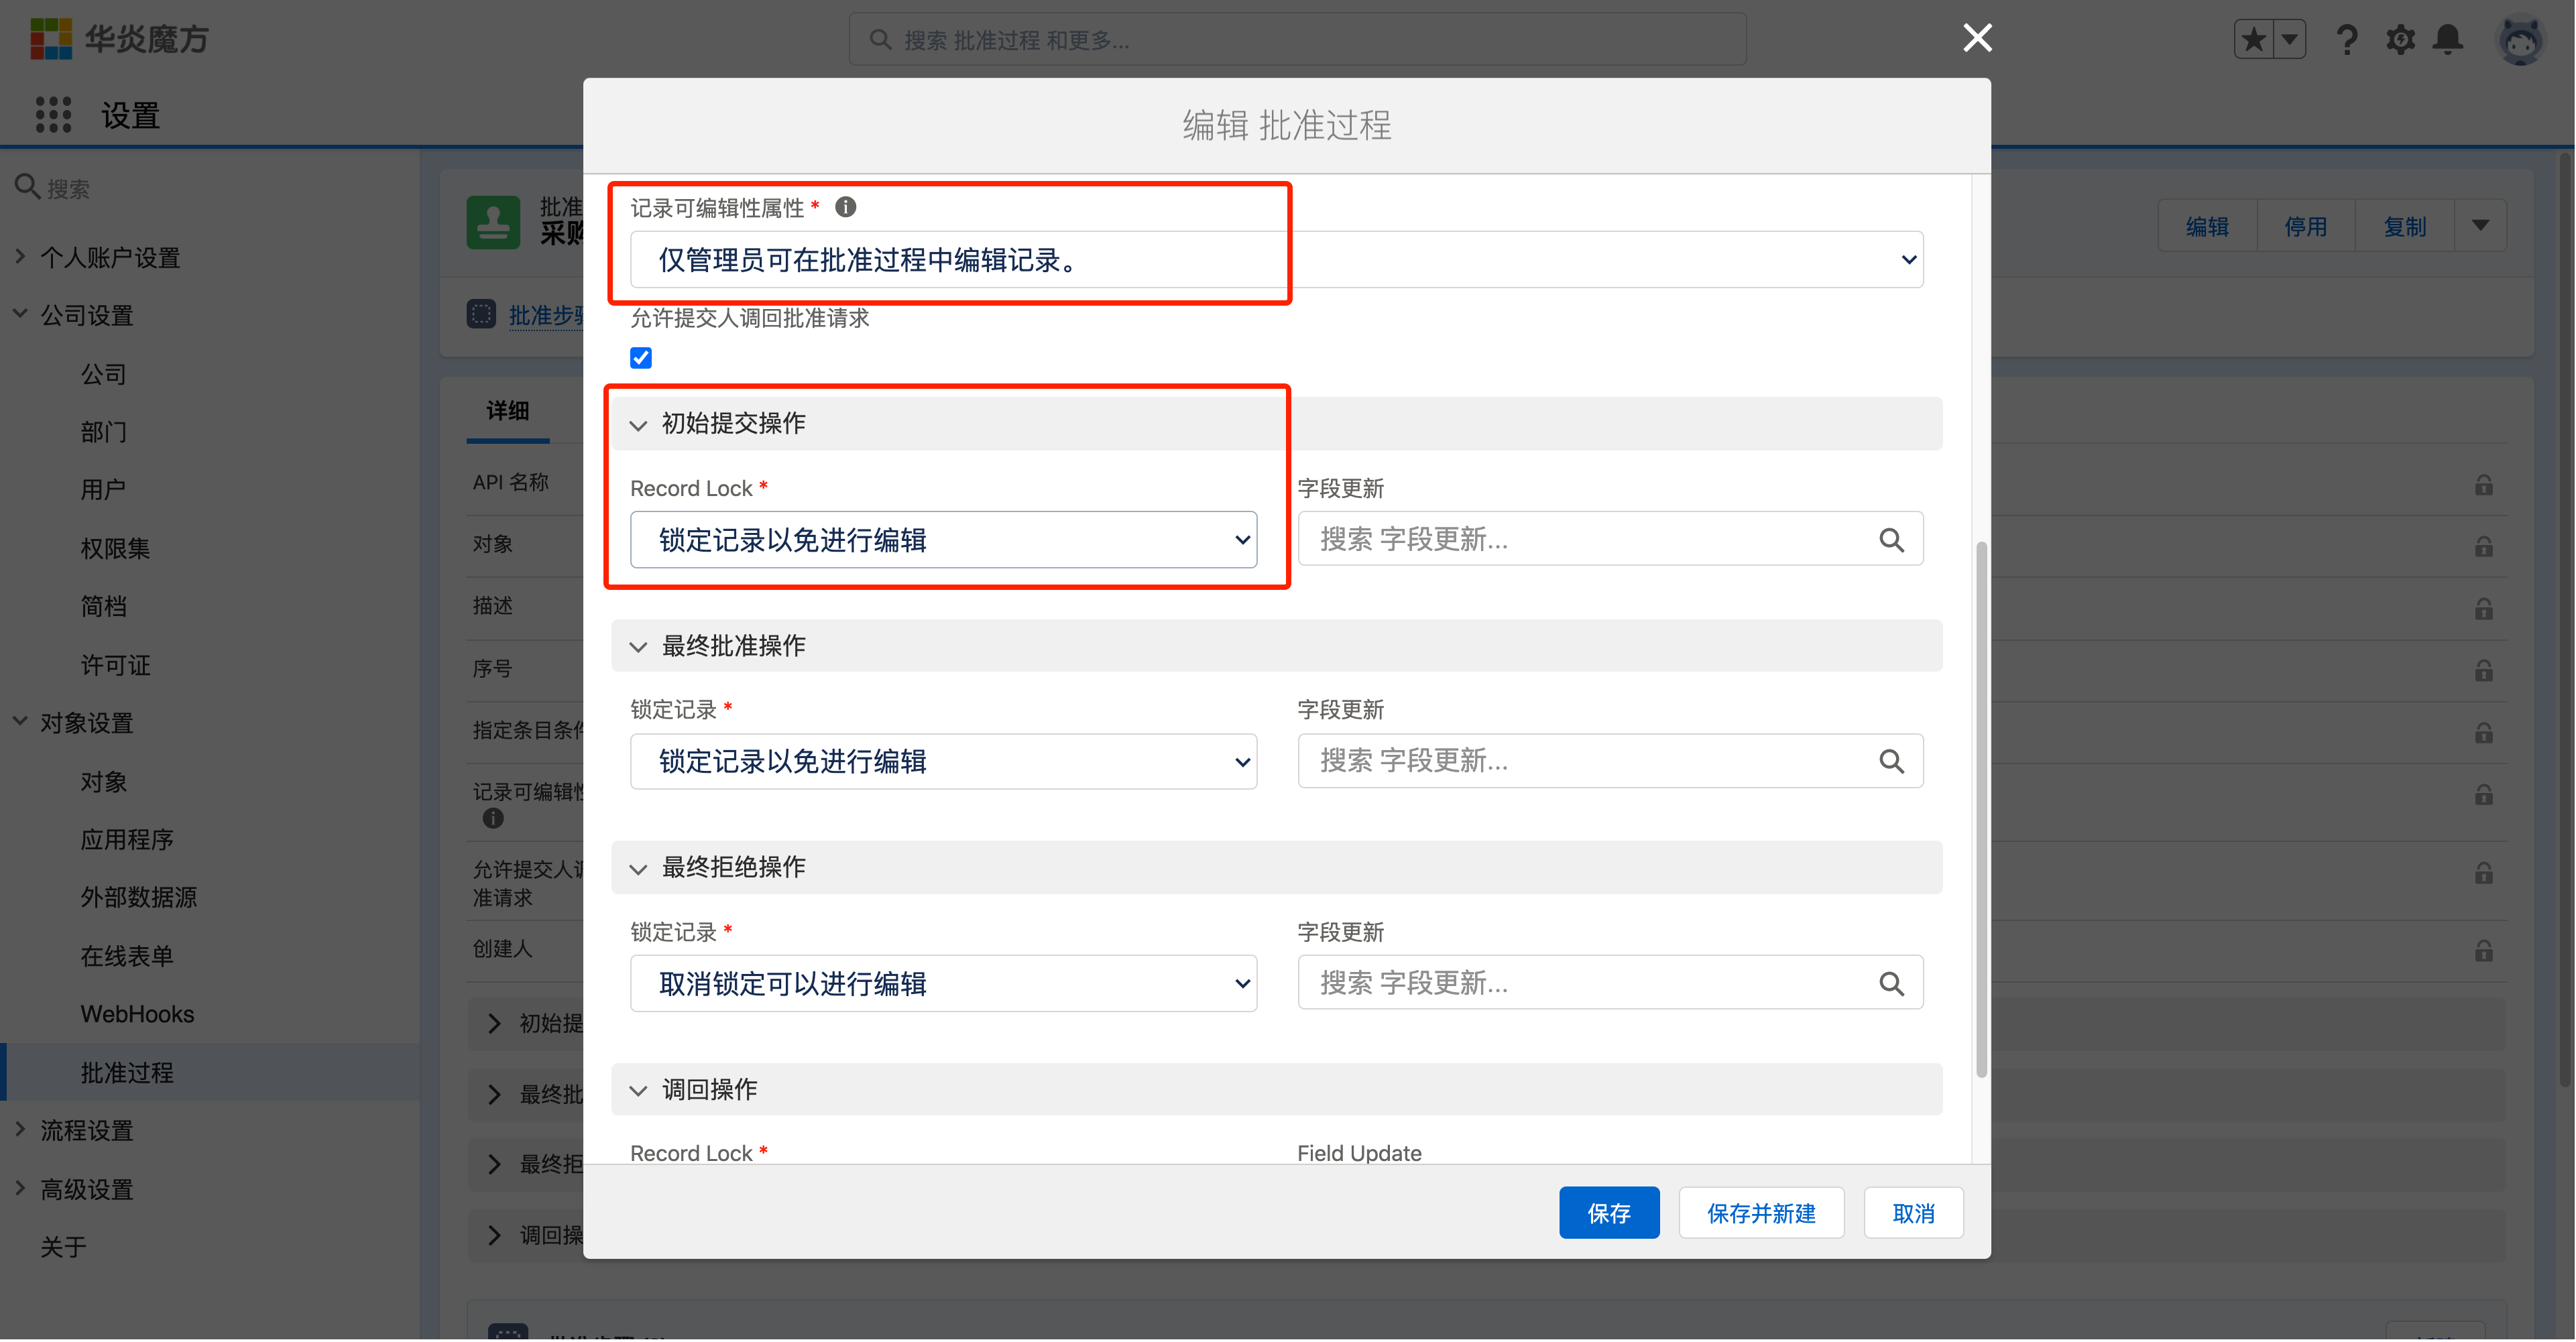 华炎魔方
搜索 批准过程 和更多...
设置
编辑 批准过程
搜索
个人账户设置
公司设置
公司
部门
用户
权限集
简档
许可证
对象设置
对象
应用程序
外部数据源
在线表单
WebHooks
批准过程
流程设置
高级设置
关于
批准
采购
编辑
停用
复制
批准步骤
详细
API 名称
对象
描述
序号
指定条目条件
记录可编辑性
允许提交人调
准请求
创建人
初始提
最终批
最终拒
调回操
记录可编辑性属性 *
仅管理员可在批准过程中编辑记录。
允许提交人调回批准请求
初始提交操作
Record Lock *
字段更新
锁定记录以免进行编辑
搜索 字段更新...
最终批准操作
锁定记录 *
字段更新
锁定记录以免进行编辑
搜索 字段更新...
最终拒绝操作
锁定记录 *
字段更新
取消锁定可以进行编辑
搜索 字段更新...
调回操作
Record Lock *
Field Update
保存
保存并新建
取消